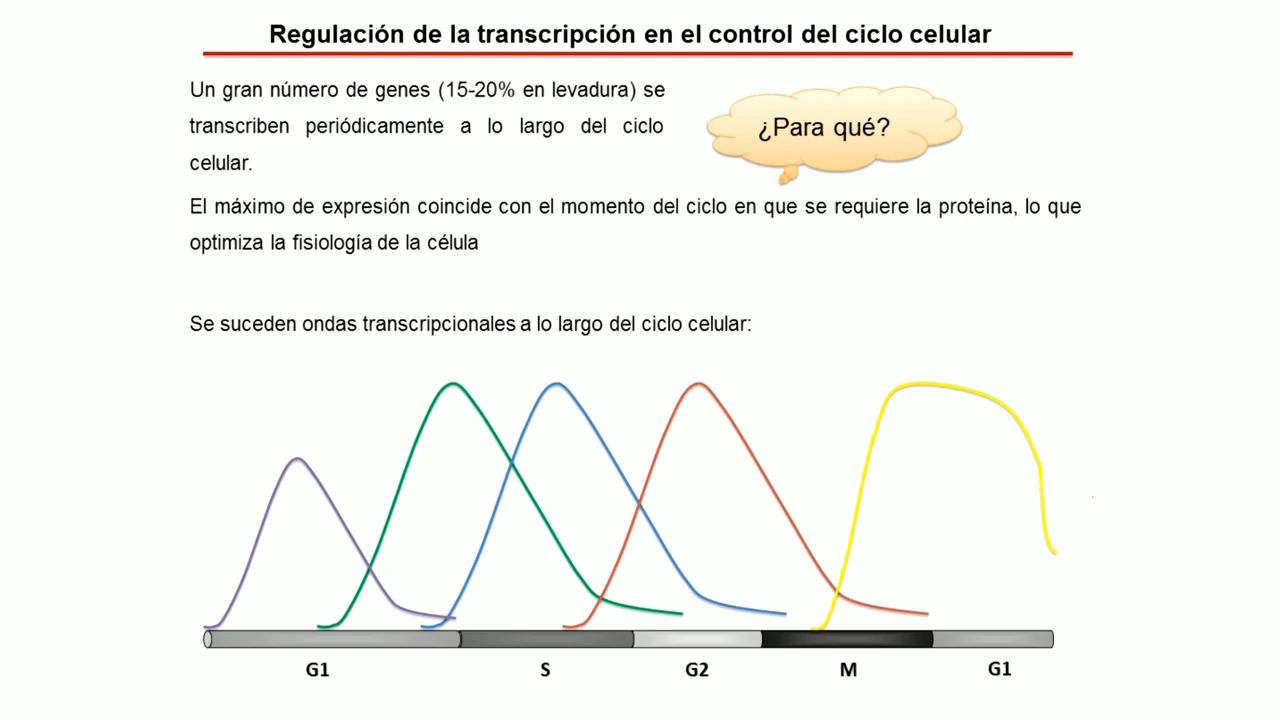 Regulación de la transcripción en el control del ciclo celular
Un gran número de genes (15-20% en levadura) se
transcriben periódicamente a lo largo del ciclo
celular.
¿Para qué?
El máximo de expresión coincide con el momento del ciclo en que se requiere la proteína, lo que
optimiza la fisiología de la célula
Se suceden ondas transcripcionales a lo largo del ciclo celular:
G1 S G2 M G1